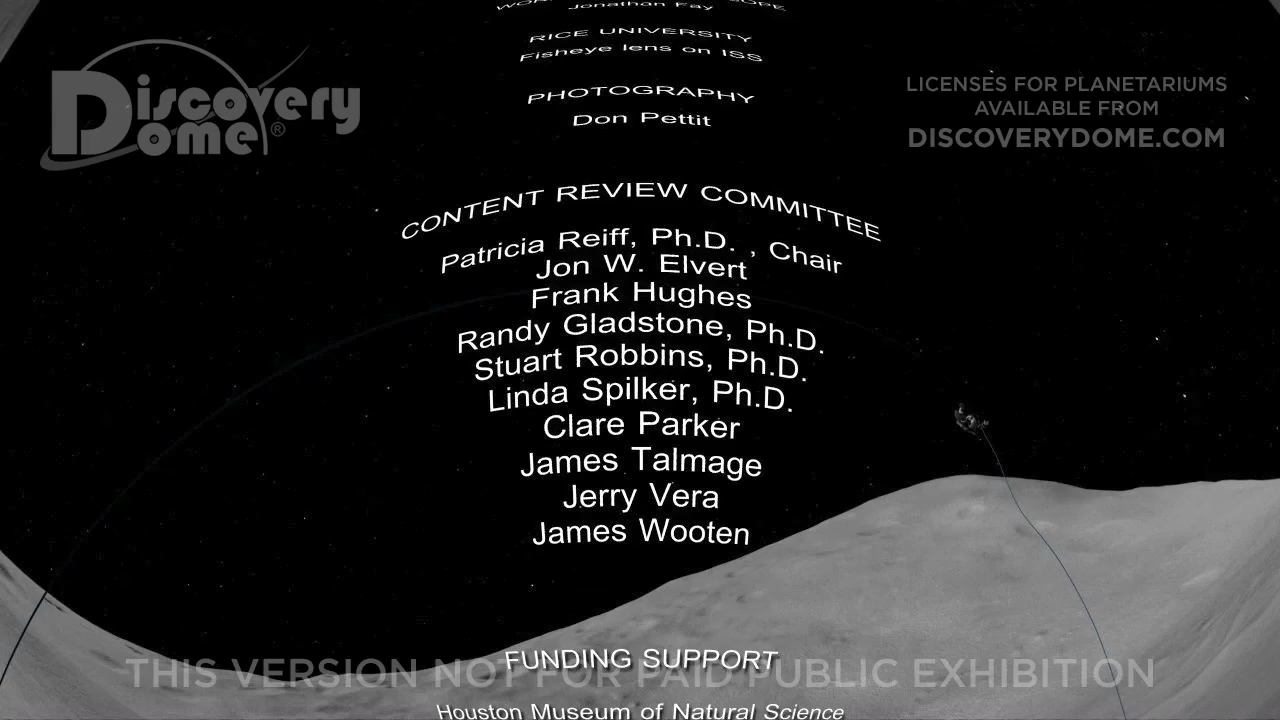 Jonathan Fay
RICE UNIVERSITY
Fisheye lens on ISS
PHOTOGRAPHY
Don Pettit
Discovery
Dome®
LICENSES FOR PLANETARIUMS
AVAILABLE FROM
DISCOVERYDOME.COM
CONTENT REVIEW COMMITTEE
Patricia Reiff, Ph.D. , Chair
Jon W. Elvert
Frank Hughes
Randy Gladstone, Ph.D.
Stuart Robbins, Ph.D.
Linda Spilker, Ph.D.
Clare Parker
James Talmage
Jerry Vera
James Wooten
FUNDING SUPPORT
THIS VERSION NOT FOR PAID PUBLIC EXHIBITION
Houston Museum of Natural Science